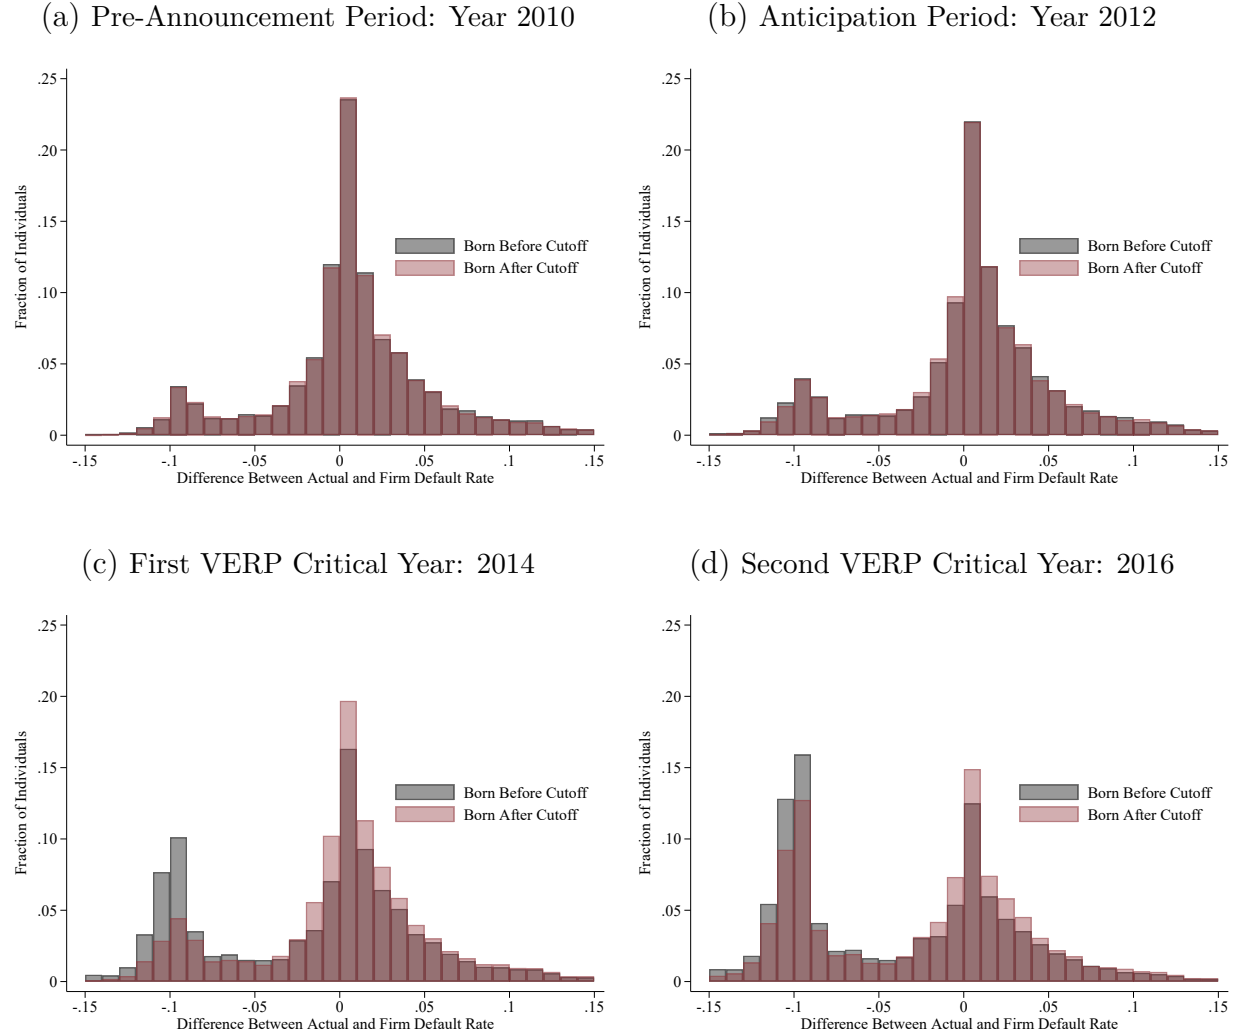 (a) Pre-Announcement Period: Year 2010
Fraction of Individuals
.25
.20
.15
.10
.05
0
Born Before Cutoff
Born After Cutoff
-.15 -.1 -.05 0 .05 .1 .15
Difference Between Actual and Firm Default Rate
(b) Anticipation Period: Year 2012
Fraction of Individuals
.25
.20
.15
.10
.05
0
Born Before Cutoff
Born After Cutoff
-.15 -.1 -.05 0 .05 .1 .15
Difference Between Actual and Firm Default Rate
(c) First VERP Critical Year: 2014
Fraction of Individuals
.25
.20
.15
.10
.05
0
Born Before Cutoff
Born After Cutoff
-.15 -.1 -.05 0 .05 .1 .15
Difference Between Actual and Firm Default Rate
(d) Second VERP Critical Year: 2016
Fraction of Individuals
.25
.20
.15
.10
.05
0
Born Before Cutoff
Born After Cutoff
-.15 -.1 -.05 0 .05 .1 .15
Difference Between Actual and Firm Default Rate